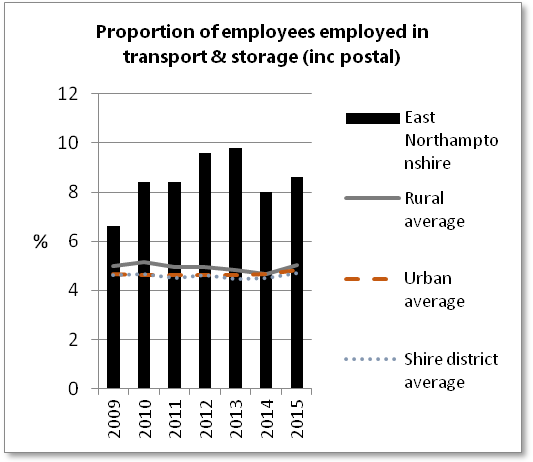 Proportion of employees employed in
transport & storage (inc postal)
12
10
8
6
4
2
0
%
2009
2010
2011
2012
2013
2014
2015
East
Northampto
nshire
Rural
average
Urban
average
Shire district
average